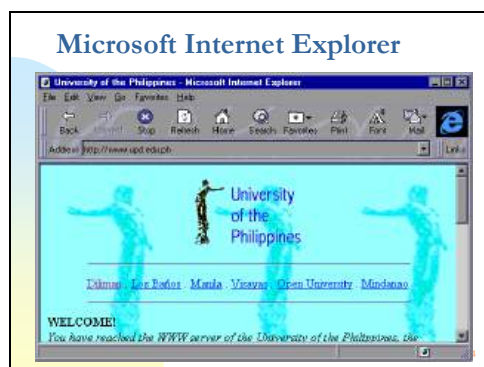 Microsoft Internet Explorer
University of the Philippines - Microsoft Internet Explorer
File Edit View Go Favorites Help
Back Forward Stop Refresh Home Search Favorites Print Font Mail
Address http://www.upd.edu.ph Links
University
of the
Philippines
Diliman . Los Baños . Manila . Visayas . Open University . Mindanao
WELCOME!
You have reached the WWW server of the University of the Philippines, the